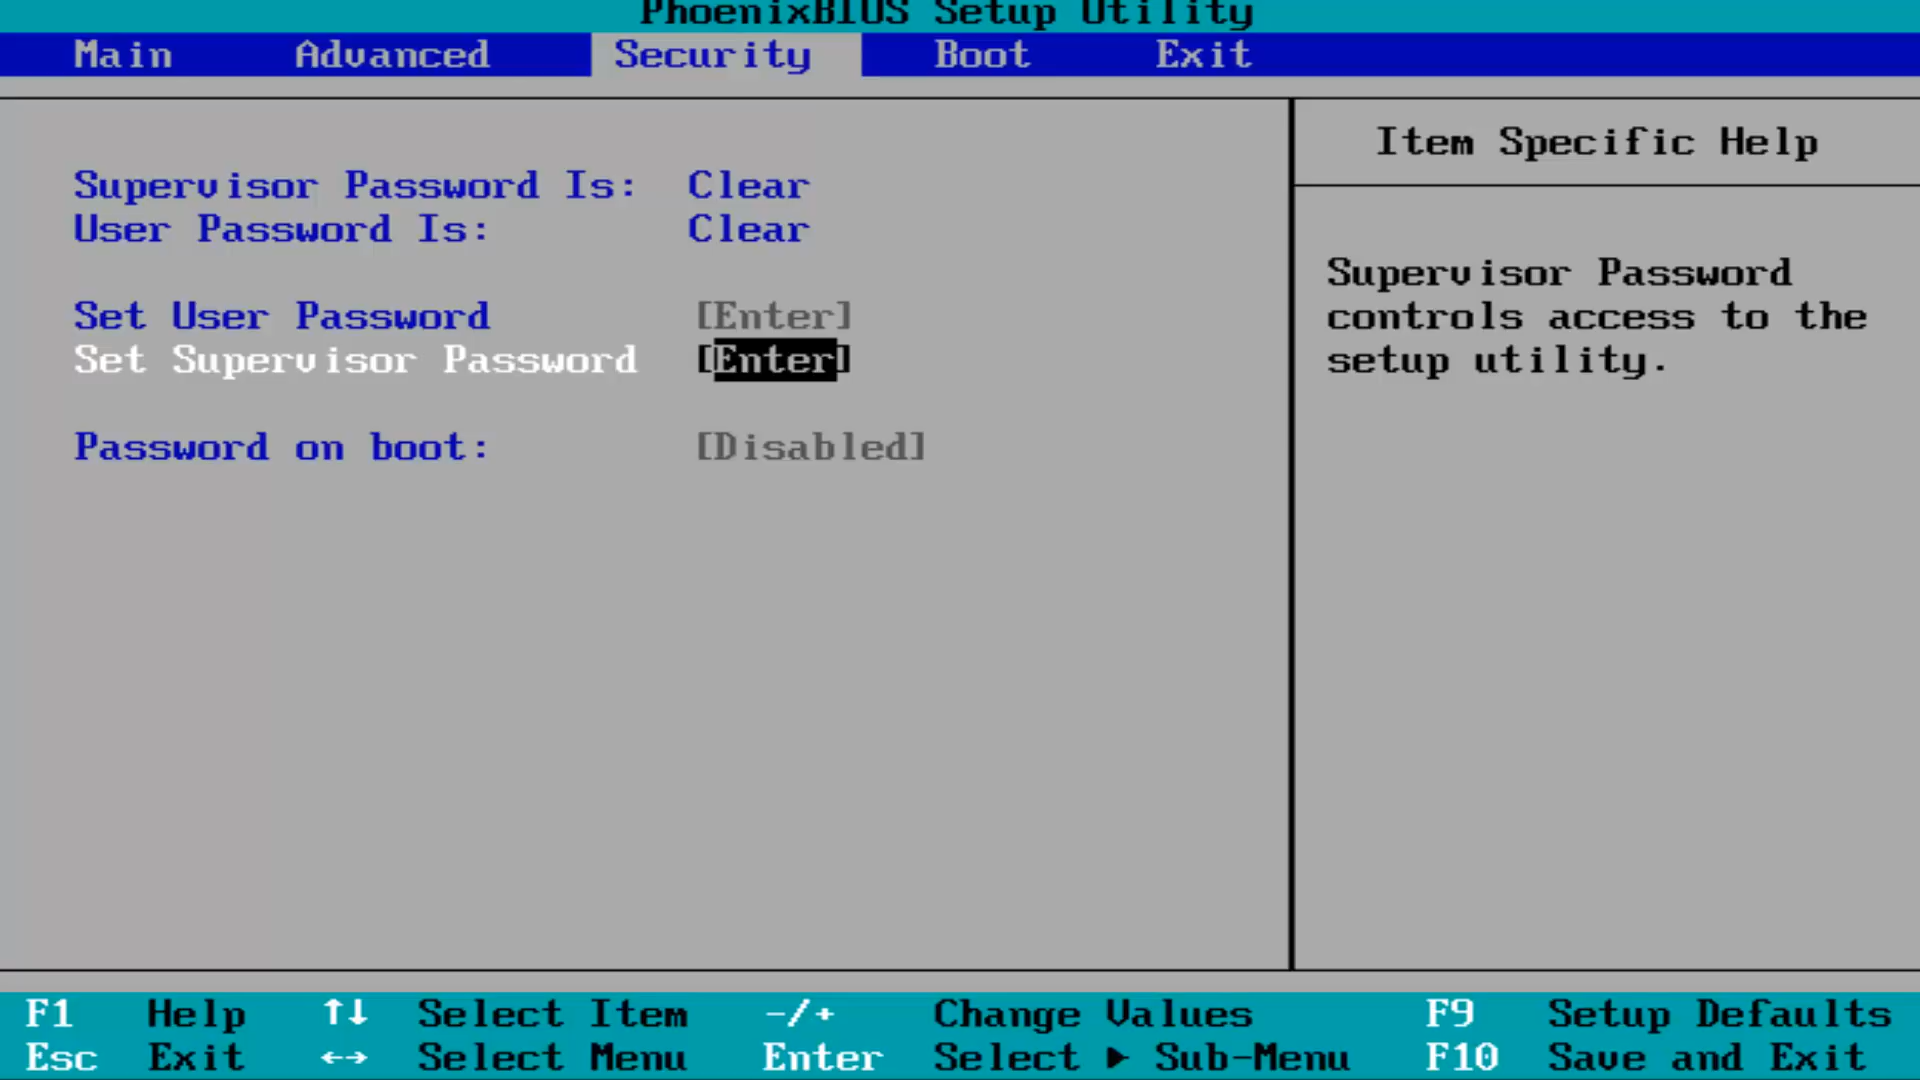 PhoenixBIOS Setup Utility
Main Advanced Security Boot Exit
Item Specific Help
Supervisor Password Is: Clear
User Password Is: Clear
Set User Password [Enter]
Set Supervisor Password [Enter]
Password on boot: [Disabled]
Supervisor Password
controls access to the
setup utility.
F1 Help ↑↓ Select Item -/+ Change Values F9 Setup Defaults
Esc Exit ↔ Select Menu Enter Select ▶ Sub-Menu F10 Save and Exit